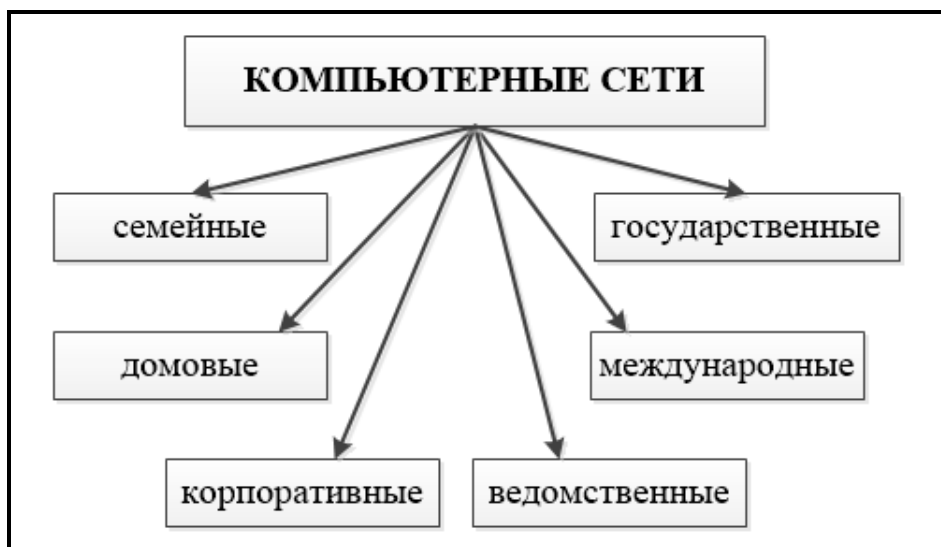 КОМПЬЮТЕРНЫЕ СЕТИ
семейные
государственные
домовые
международные
корпоративные
ведомственные